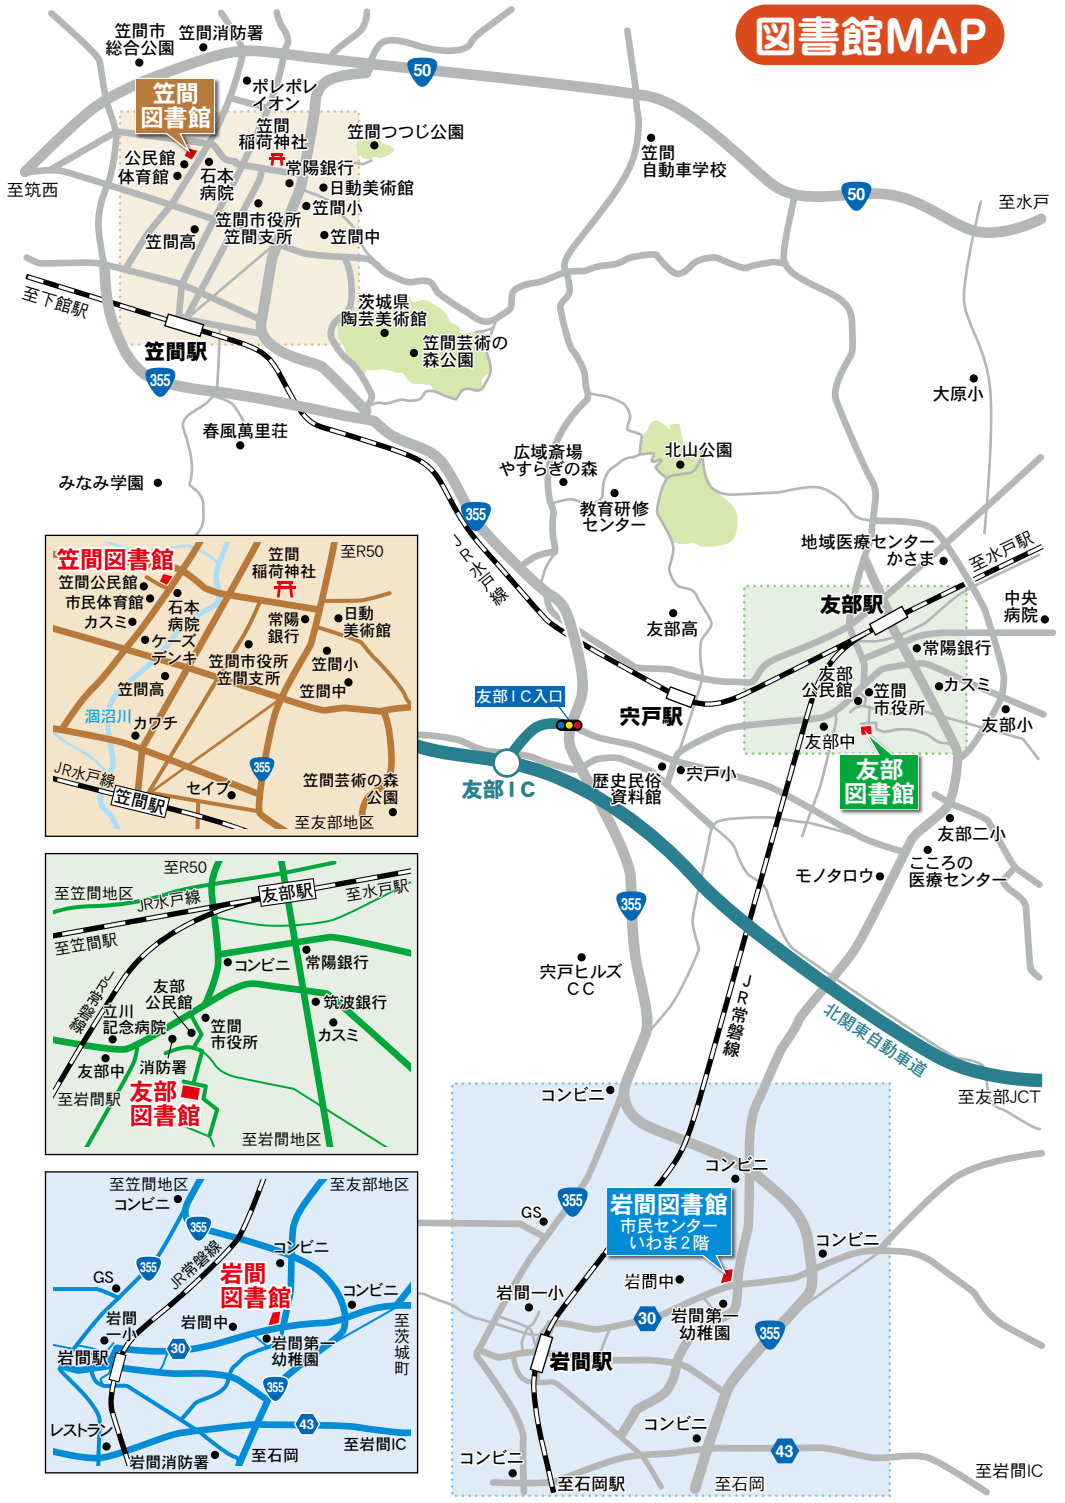 図書館MAP
笠間市
総合公園
笠間消防署
50
ポレポレ
イオン
笠間
図書館
笠間
稲荷神社
笠間つつじ公園
公民館
体育館
石本
病院
常陽銀行
日動美術館
笠間小
笠間市役所
笠間支所
笠間高
笠間中
至筑西
笠間
自動車学校
50
至水戸
至下館駅
茨城県
陶芸美術館
笠間芸術の
森公園
笠間駅
355
大原小
春風萬里荘
みなみ学園
広域斎場
やすらぎの森
北山公園
教育研修
センター
355
JR水戸線
地域医療センター
かさま
至水戸駅
中央
病院
友部駅
友部高
常陽銀行
友部
公民館
笠間
市役所
カスミ
友部小
友部中
友部
図書館
宍戸駅
友部IC入口
友部IC
歴史民俗
資料館
宍戸小
友部二小
こころの
医療センター
モノタロウ
355
宍戸ヒルズ
CC
JR常磐線
北関東自動車道
至友部JCT
笠間図書館
笠間
稲荷神社
至R50
笠間公民館
市民体育館
カスミ
石本
病院
ケーズ
デンキ
常陽
銀行
日動
美術館
笠間市役所
笠間支所
笠間小
笠間中
笠間高
涸沼川
カワチ
355
JR水戸線
笠間駅
セイブ
笠間芸術の森
公園
至友部地区
至R50
至笠間地区
JR水戸線
友部駅
至水戸駅
至笠間駅
コンビニ
常陽銀行
JR常磐線
友部
公民館
立川
記念病院
筑波銀行
笠間
市役所
カスミ
友部中
消防署
至岩間駅
友部
図書館
至岩間地区
至笠間地区
コンビニ
至友部地区
355
コンビニ
355
JR常磐線
GS
岩間
図書館
コンビニ
岩間
一小
岩間中
至茨城町
岩間駅
30
岩間第一
幼稚園
355
レストラン
43
至岩間IC
岩間消防署
至石岡
コンビニ
コンビニ
355
GS
岩間図書館
市民センター
いわま2階
コンビニ
岩間中
岩間一小
30
岩間第一
幼稚園
355
岩間駅
コンビニ
コンビニ
43
至石岡駅
至石岡
至岩間IC